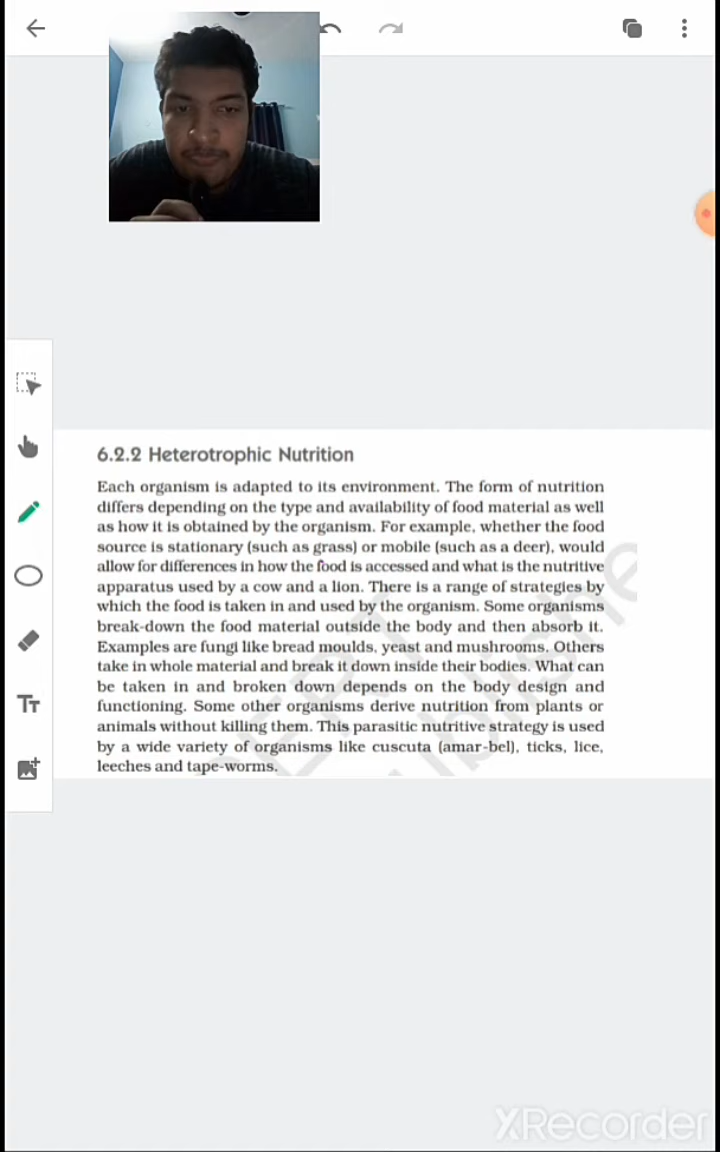 6.2.2 Heterotrophic Nutrition
Each organism is adapted to its environment. The form of nutrition
differs depending on the type and availability of food material as well
as how it is obtained by the organism. For example, whether the food
source is stationary (such as grass) or mobile (such as a deer), would
allow for differences in how the food is accessed and what is the nutritive
apparatus used by a cow and a lion. There is a range of strategies by
which the food is taken in and used by the organism. Some organisms
break-down the food material outside the body and then absorb it.
Examples are fungi like bread moulds, yeast and mushrooms. Others
take in whole material and break it down inside their bodies. What can
be taken in and broken down depends on the body design and
functioning. Some other organisms derive nutrition from plants or
animals without killing them. This parasitic nutritive strategy is used
by a wide variety of organisms like cuscuta (amar-bel), ticks, lice,
leeches and tape-worms.
TT
XRecorder